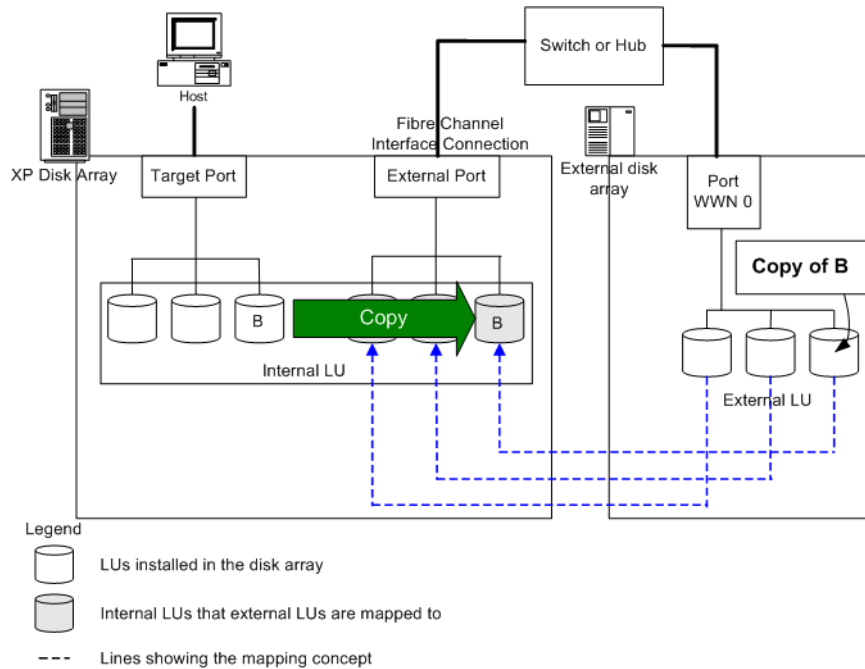 Switch or Hub
Host
Fibre Channel
Interface Connection
XP Disk Array
Target Port
External Port
External disk
array
Port
WWN 0
Copy of B
B
Copy
B
Internal LU
External LU
Legend
LUs installed in the disk array
Internal LUs that external LUs are mapped to
Lines showing the mapping concept